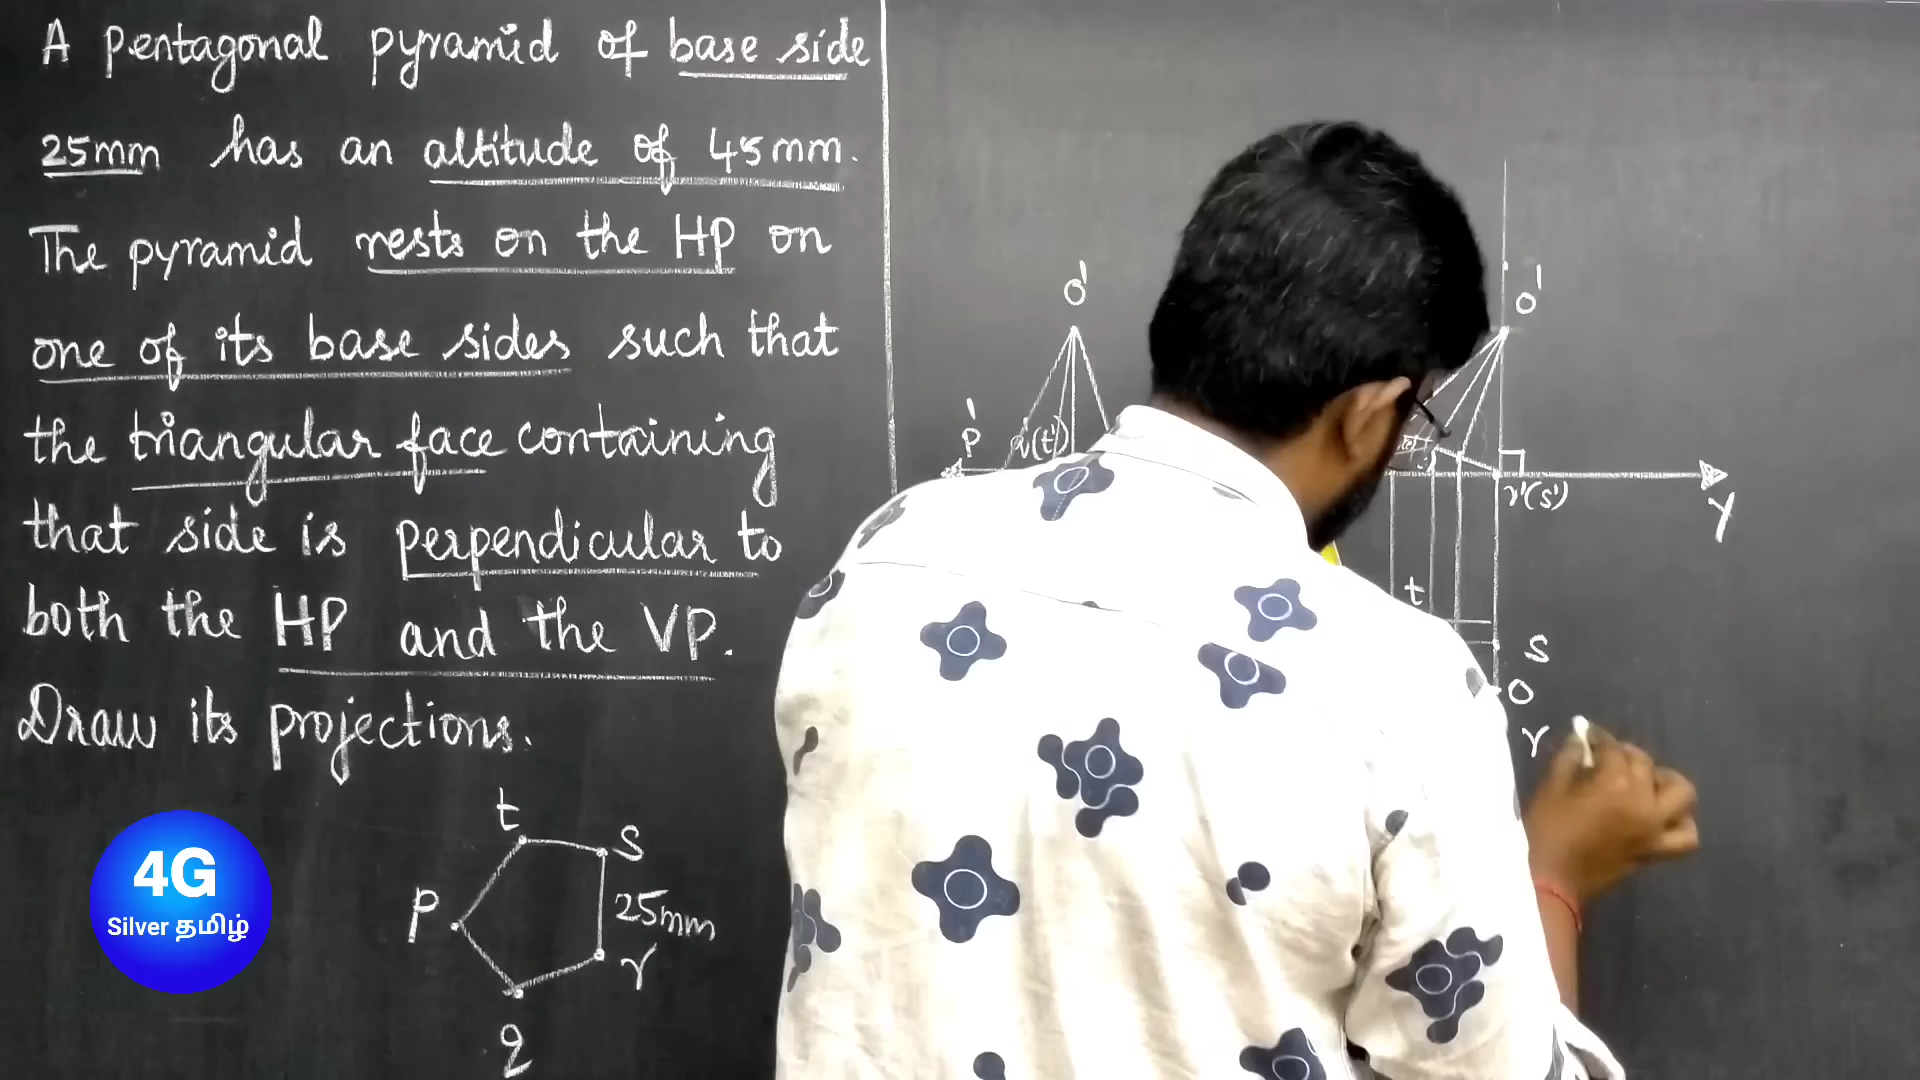 A pentagonal pyramid of base side
25mm has an altitude of 45mm.
The pyramid rests on the HP on
one of its base sides such that
the triangular face containing
that side is perpendicular to
both the HP and the VP.
Draw its projections.
t
s
P
25mm
r
q
4G
Silver தமிழ்
O'
P'
q'(t')
O'
r'(s')
Y
t
s
O
r